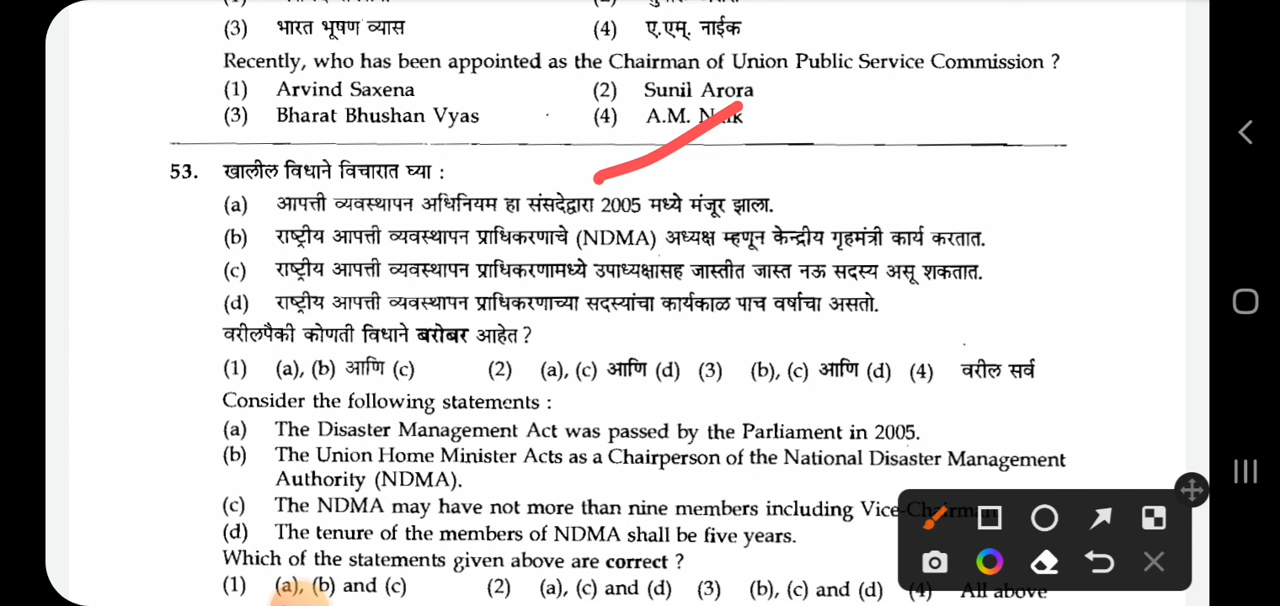 (3) भारत भूषण व्यास (4) ए.एम्. नाईक
Recently, who has been appointed as the Chairman of Union Public Service Commission ?
(1) Arvind Saxena (2) Sunil Arora
(3) Bharat Bhushan Vyas (4) A.M. Naik
53. खालील विधाने विचारात घ्या :
(a) आपत्ती व्यवस्थापन अधिनियम हा संसदेद्वारा 2005 मध्ये मंजूर झाला.
(b) राष्ट्रीय आपत्ती व्यवस्थापन प्राधिकरणाचे (NDMA) अध्यक्ष म्हणून केन्द्रीय गृहमंत्री कार्य करतात.
(c) राष्ट्रीय आपत्ती व्यवस्थापन प्राधिकरणामध्ये उपाध्यक्षासह जास्तीत जास्त नऊ सदस्य असू शकतात.
(d) राष्ट्रीय आपत्ती व्यवस्थापन प्राधिकरणाच्या सदस्यांचा कार्यकाळ पाच वर्षाचा असतो.
वरीलपैकी कोणती विधाने बरोबर आहेत ?
(1) (a), (b) आणि (c) (2) (a), (c) आणि (d) (3) (b), (c) आणि (d) (4) वरील सर्व
Consider the following statements :
(a) The Disaster Management Act was passed by the Parliament in 2005.
(b) The Union Home Minister Acts as a Chairperson of the National Disaster Management
Authority (NDMA).
(c) The NDMA may have not more than nine members including Vice-Chairman
(d) The tenure of the members of NDMA shall be five years.
Which of the statements given above are correct ?
(1) (a), (b) and (c) (2) (a), (c) and (d) (3) (b), (c) and (d) (4) All above